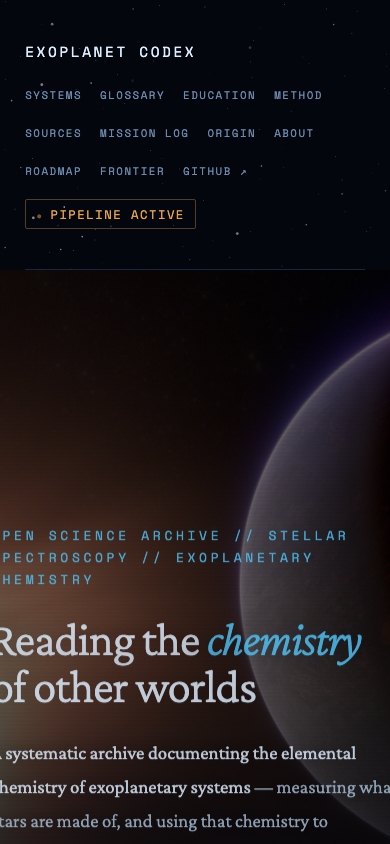 EXOPLANET CODEX
SYSTEMS GLOSSARY EDUCATION METHOD
SOURCES MISSION LOG ORIGIN ABOUT
ROADMAP FRONTIER GITHUB ↗
PIPELINE ACTIVE
PEN SCIENCE ARCHIVE // STELLAR
PECTROSCOPY // EXOPLANETARY
HEMISTRY
Reading the chemistry
of other worlds
A systematic archive documenting the elemental
hemistry of exoplanetary systems — measuring wha
tars are made of, and using that chemistry to